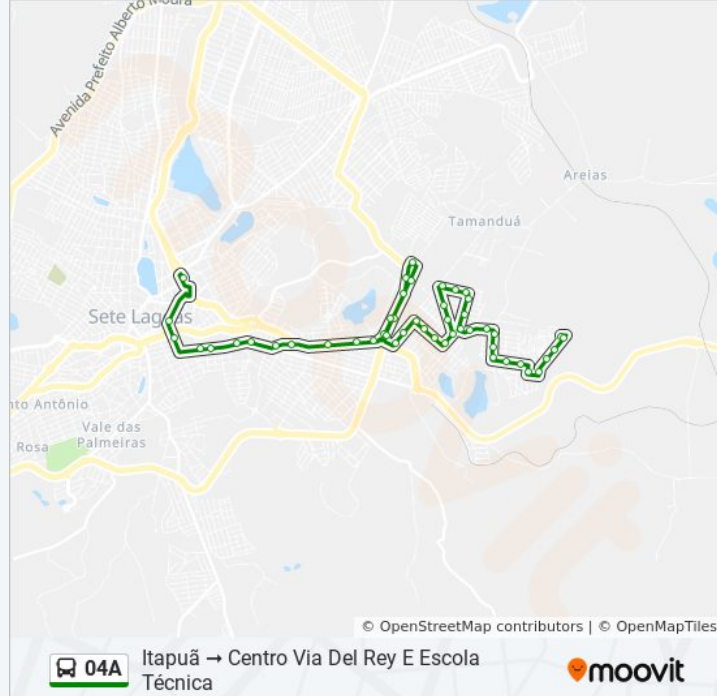 Avenida Prefeito Alberto Moura
Areias
Tamanduá
Sete Lagoas
nto Antônio
Vale das
Palmeiras
Rosa
© OpenStreetMap contributors | © OpenMapTiles
04A
Itapuã → Centro Via Del Rey E Escola
Técnica
moovit